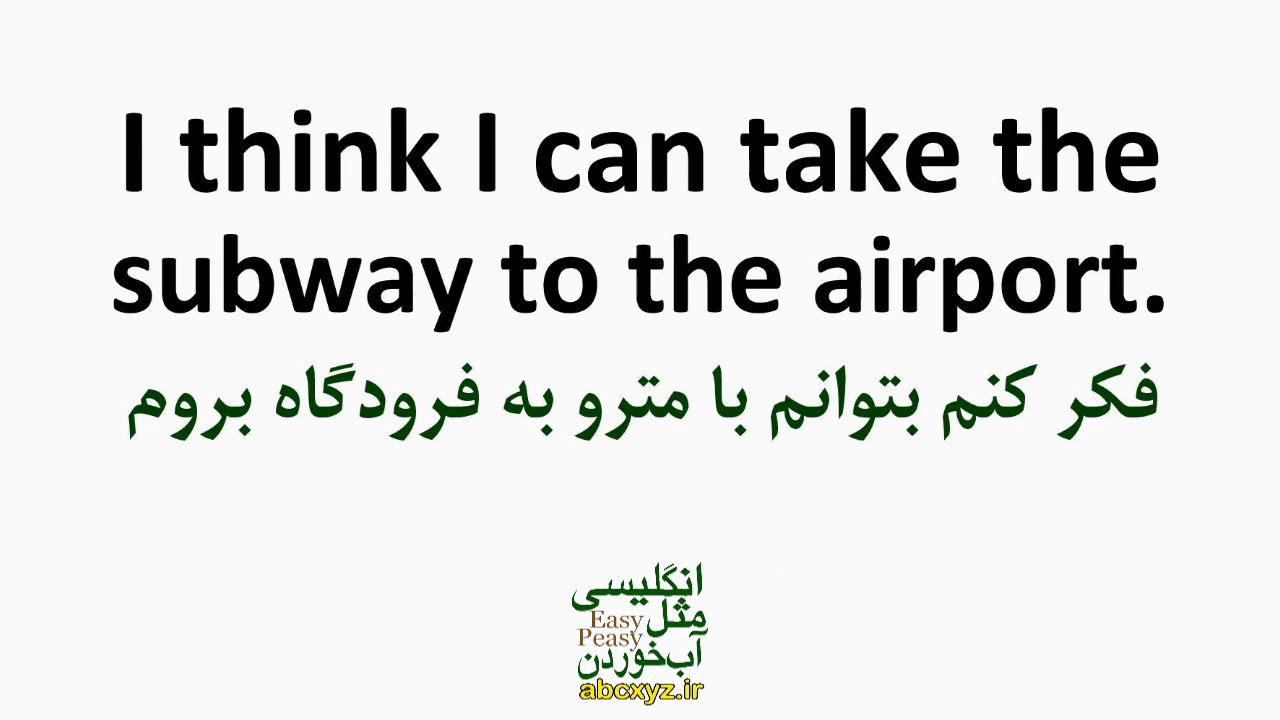 I think I can take the
subway to the airport.
فکر کنم بتوانم با مترو به فرودگاه بروم
انگلیسی
مثل
Easy
Peasy
آب‌خوردن
abcxyz.ir